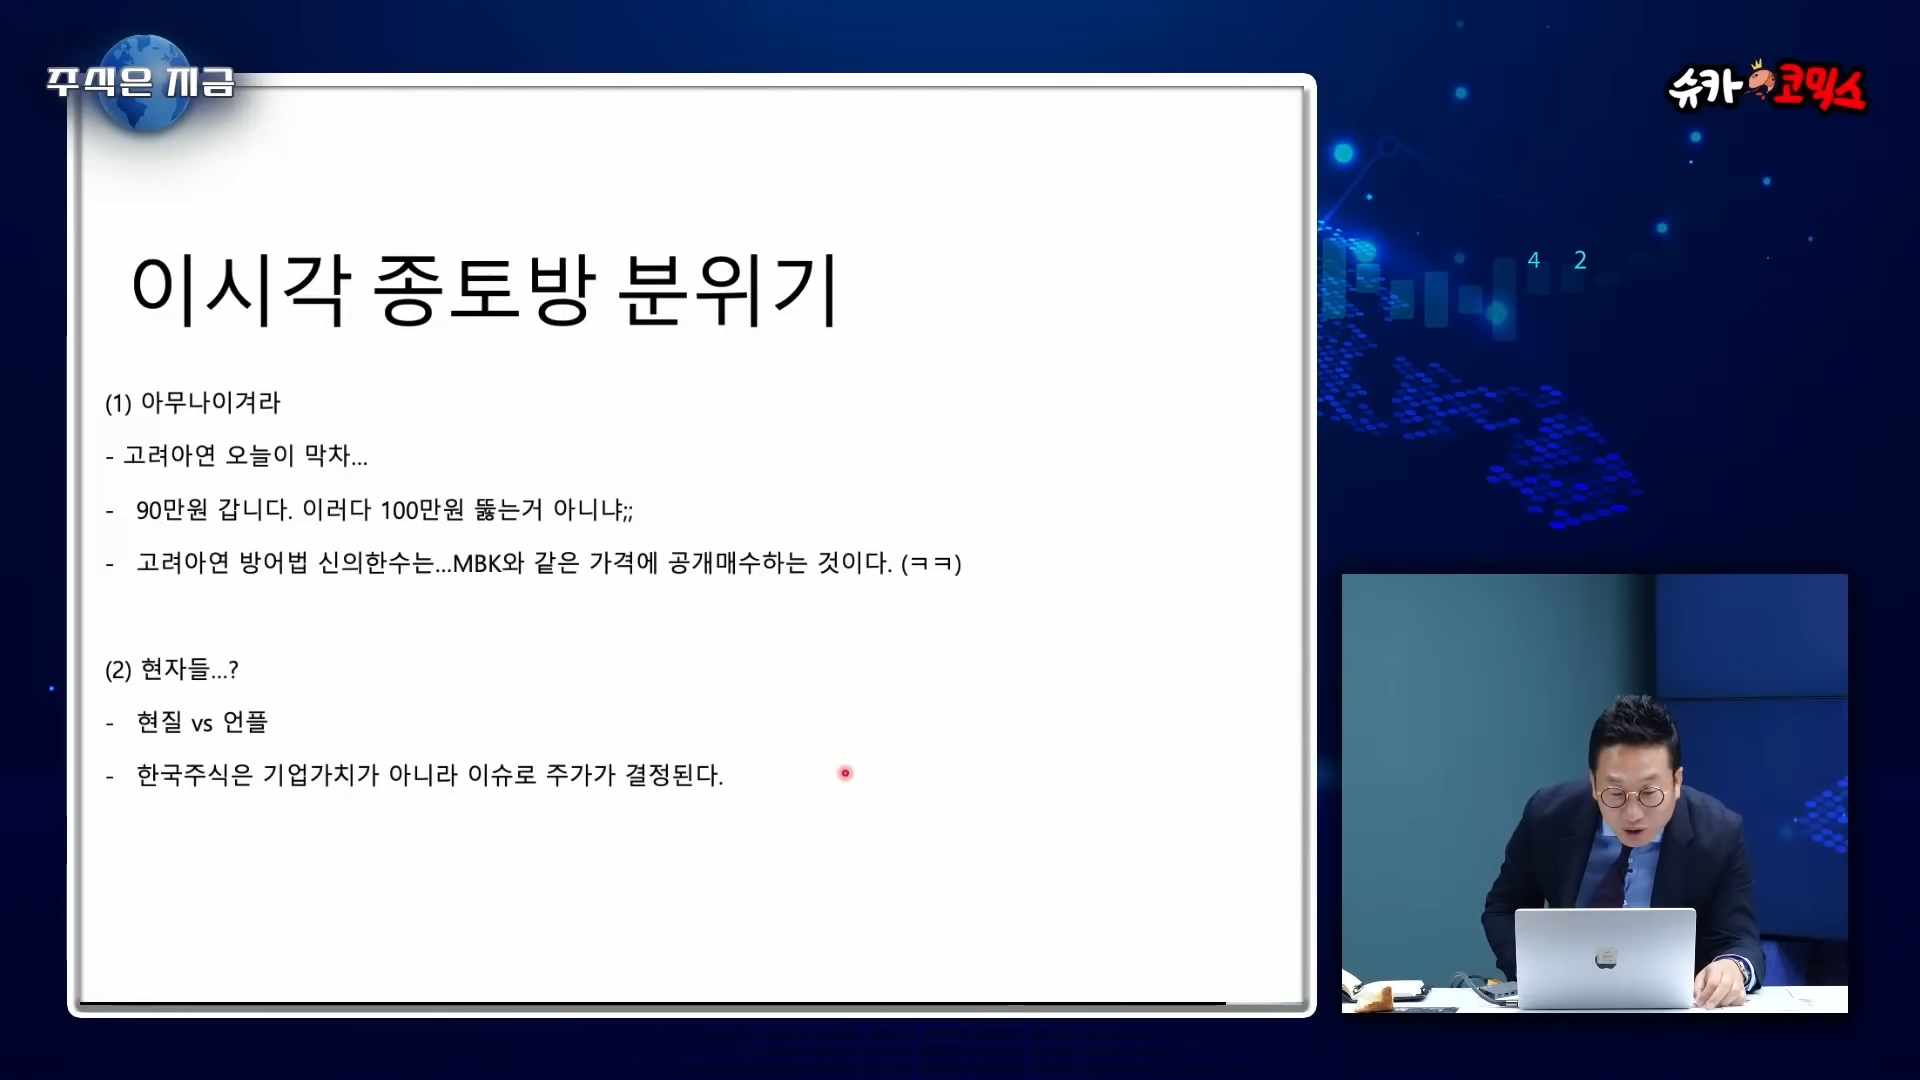 주식은 지금
슈카코믹스
이시각 종토방 분위기
(1) 아무나이겨라
- 고려아연 오늘이 막차...
- 90만원 갑니다. 이러다 100만원 뚫는거 아니냐;;
- 고려아연 방어법 신의한수는...MBK와 같은 가격에 공개매수하는 것이다. (ㅋㅋ)
(2) 현자들...?
- 현질 vs 언플
- 한국주식은 기업가치가 아니라 이슈로 주가가 결정된다.
4 2